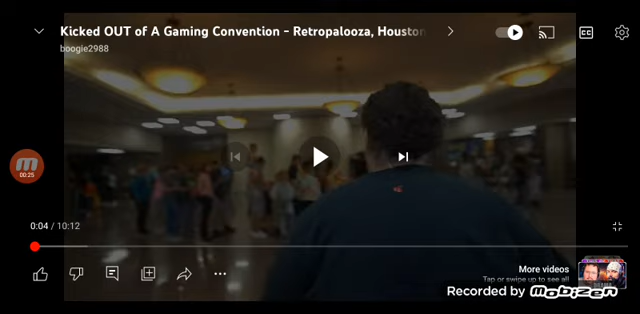 Kicked OUT of A Gaming Convention - Retropalooza, Houston
boogie2988
CC
00:25
0:04 / 10:12
More videos
Tap or swipe up to see all
Recorded by Mobizen